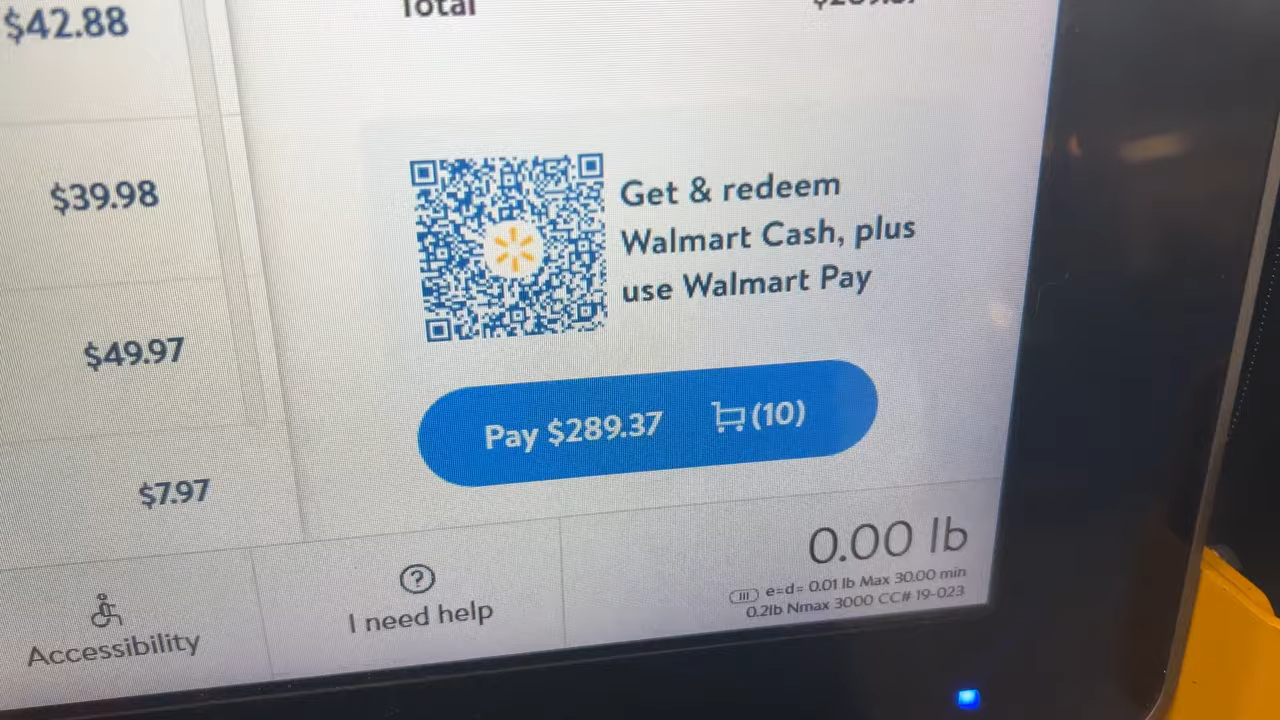 $42.88
$39.98
$49.97
$7.97
Total
Get & redeem
Walmart Cash, plus
use Walmart Pay
Pay $289.37 (10)
Accessibility
I need help
0.00 lb
III e=d= 0.01 lb Max 30.00 min
0.2lb Nmax 3000 CC# 19-023